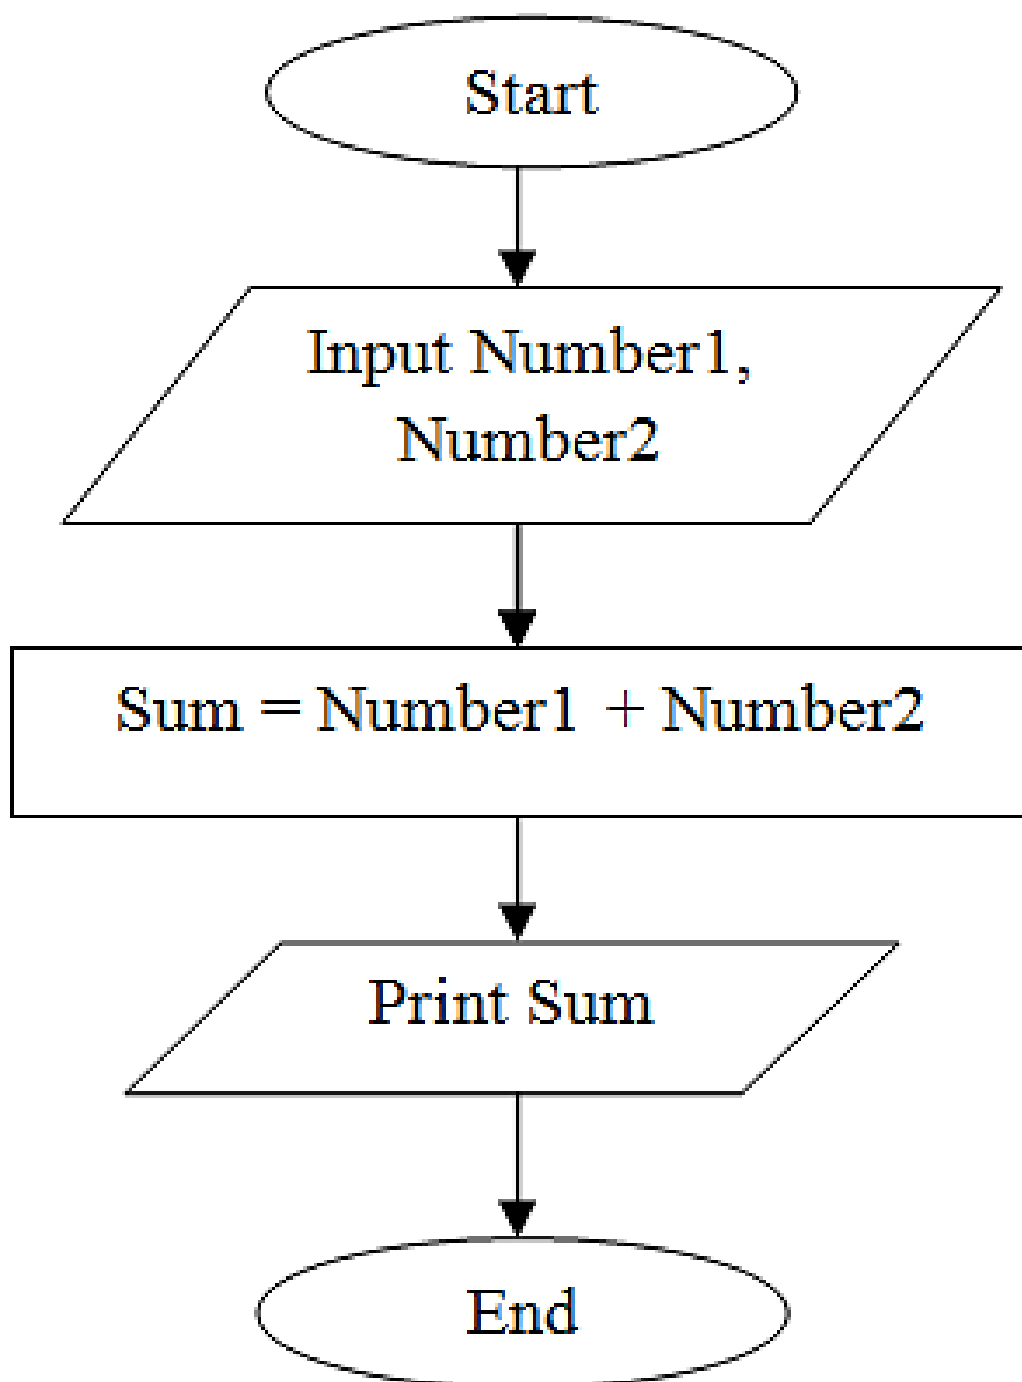 Start
Input Number1,
Number2
Sum = Number1 + Number2
Print Sum
End